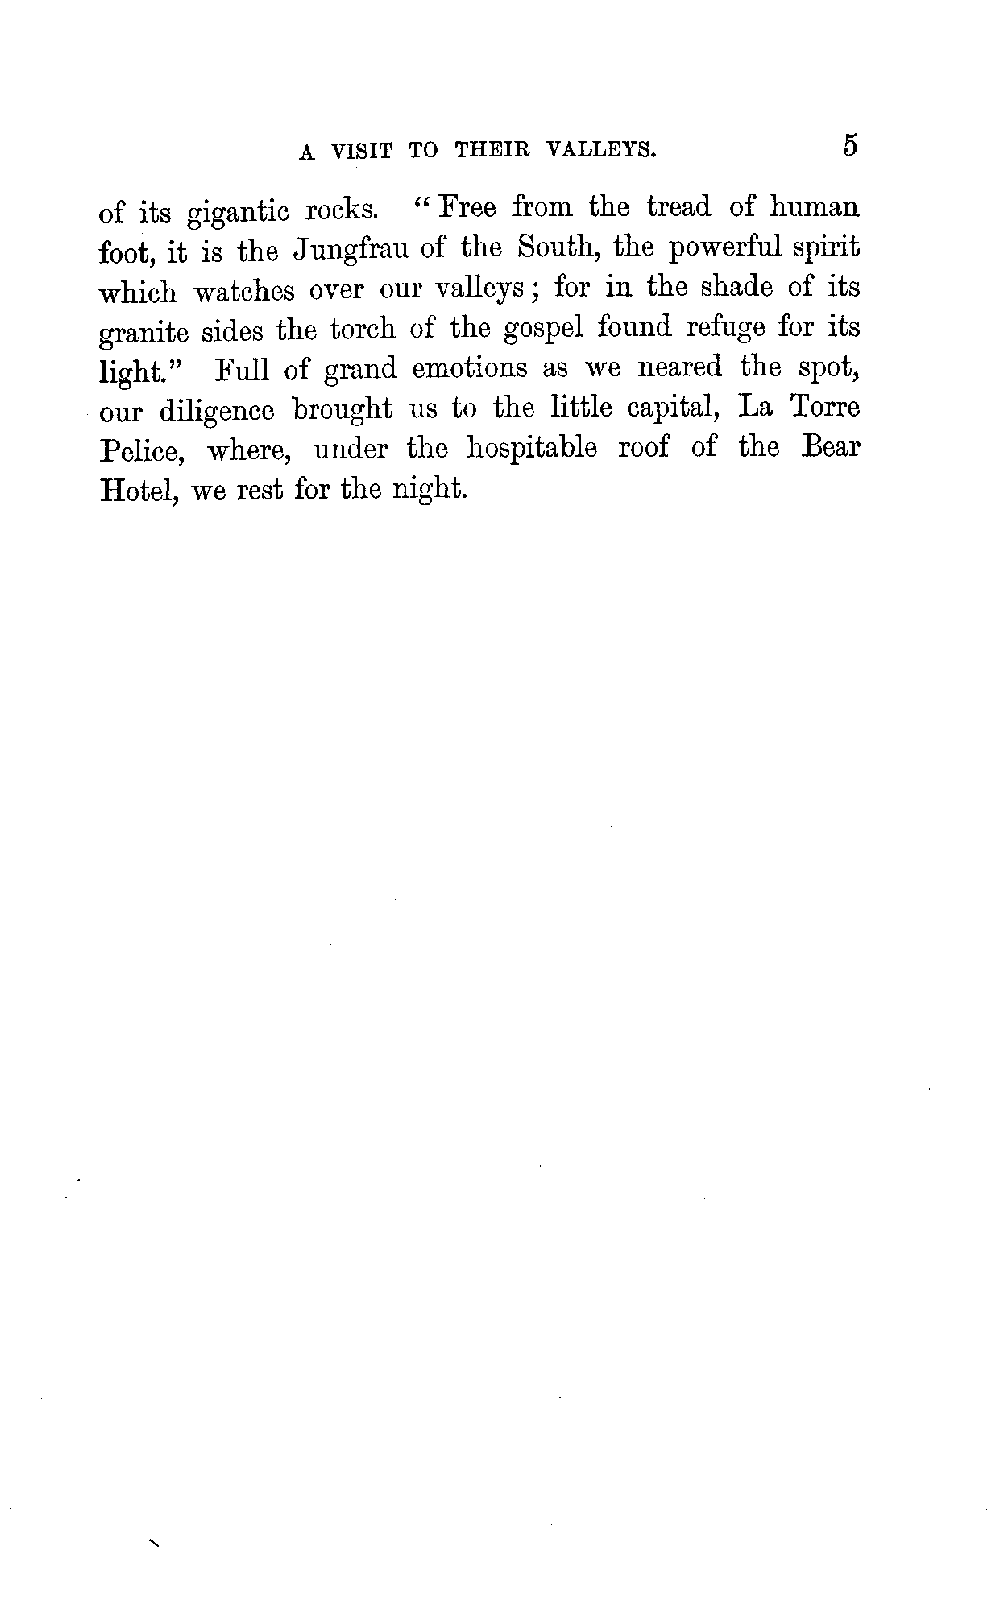 A VISIT TO THEIR VALLEYS. 5
of its gigantic rocks. “Free from the tread of human
foot, it is the Jungfrau of the South, the powerful spirit
which watches over our valleys; for in the shade of its
granite sides the torch of the gospel found refuge for its
light.” Full of grand emotions as we neared the spot,
our diligence brought us to the little capital, La Torre
Pelice, where, under the hospitable roof of the Bear
Hotel, we rest for the night.